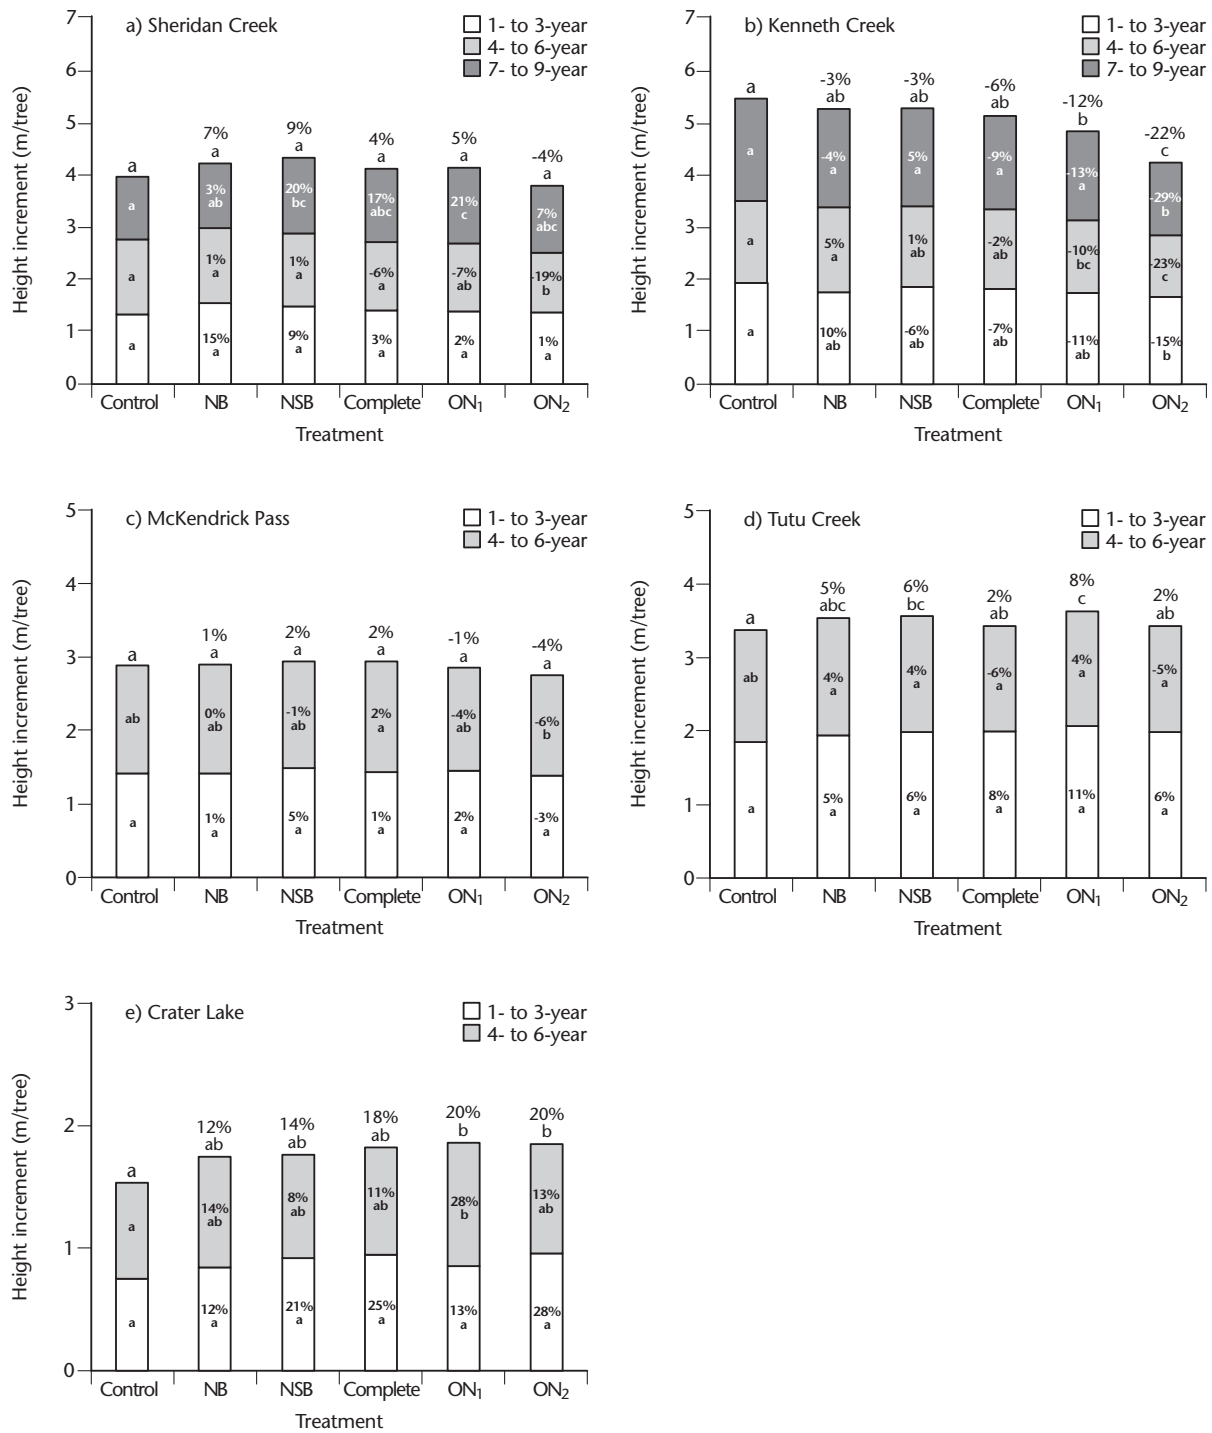 a) Sheridan Creek
1- to 3-year
4- to 6-year
7- to 9-year
Height increment (m/tree)
7
6
5
4
3
2
1
0
a
7%
a
9%
a
4%
a
5%
a
-4%
a
a
3%
ab
20%
bc
17%
abc
21%
c
7%
abc
a
1%
a
1%
a
-6%
a
-7%
ab
-19%
b
a
15%
a
9%
a
3%
a
2%
a
1%
a
Control NB NSB Complete ON1 ON2
Treatment
b) Kenneth Creek
1- to 3-year
4- to 6-year
7- to 9-year
Height increment (m/tree)
7
6
5
4
3
2
1
0
a
-3%
ab
-3%
ab
-6%
ab
-12%
b
-22%
c
a
-4%
a
5%
a
-9%
a
-13%
a
-29%
b
a
5%
a
1%
ab
-2%
ab
-10%
bc
-23%
c
a
10%
ab
-6%
ab
-7%
ab
-11%
ab
-15%
b
Control NB NSB Complete ON1 ON2
Treatment
c) McKendrick Pass
1- to 3-year
4- to 6-year
Height increment (m/tree)
5
4
3
2
1
0
a
1%
a
2%
a
2%
a
-1%
a
-4%
a
ab
0%
ab
-1%
ab
2%
a
-4%
ab
-6%
b
a
1%
a
5%
a
1%
a
2%
a
-3%
a
Control NB NSB Complete ON1 ON2
Treatment
d) Tutu Creek
1- to 3-year
4- to 6-year
Height increment (m/tree)
5
4
3
2
1
0
a
5%
abc
6%
bc
2%
ab
8%
c
2%
ab
ab
4%
a
4%
a
-6%
a
4%
a
-5%
a
a
5%
a
6%
a
8%
a
11%
a
6%
a
Control NB NSB Complete ON1 ON2
Treatment
e) Crater Lake
1- to 3-year
4- to 6-year
Height increment (m/tree)
3
2
1
0
a
12%
ab
14%
ab
18%
ab
20%
b
20%
b
a
14%
ab
8%
ab
11%
ab
28%
b
13%
ab
a
12%
a
21%
a
25%
a
13%
a
28%
a
Control NB NSB Complete ON1 ON2
Treatment